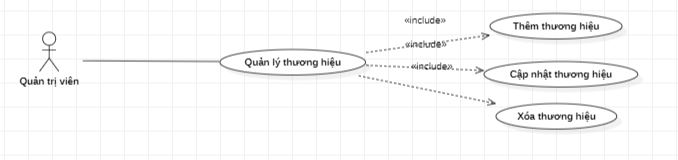 «include»
Thêm thương hiệu
«include»
Quản lý thương hiệu
«include»
Cập nhật thương hiệu
Quản trị viên
Xóa thương hiệu